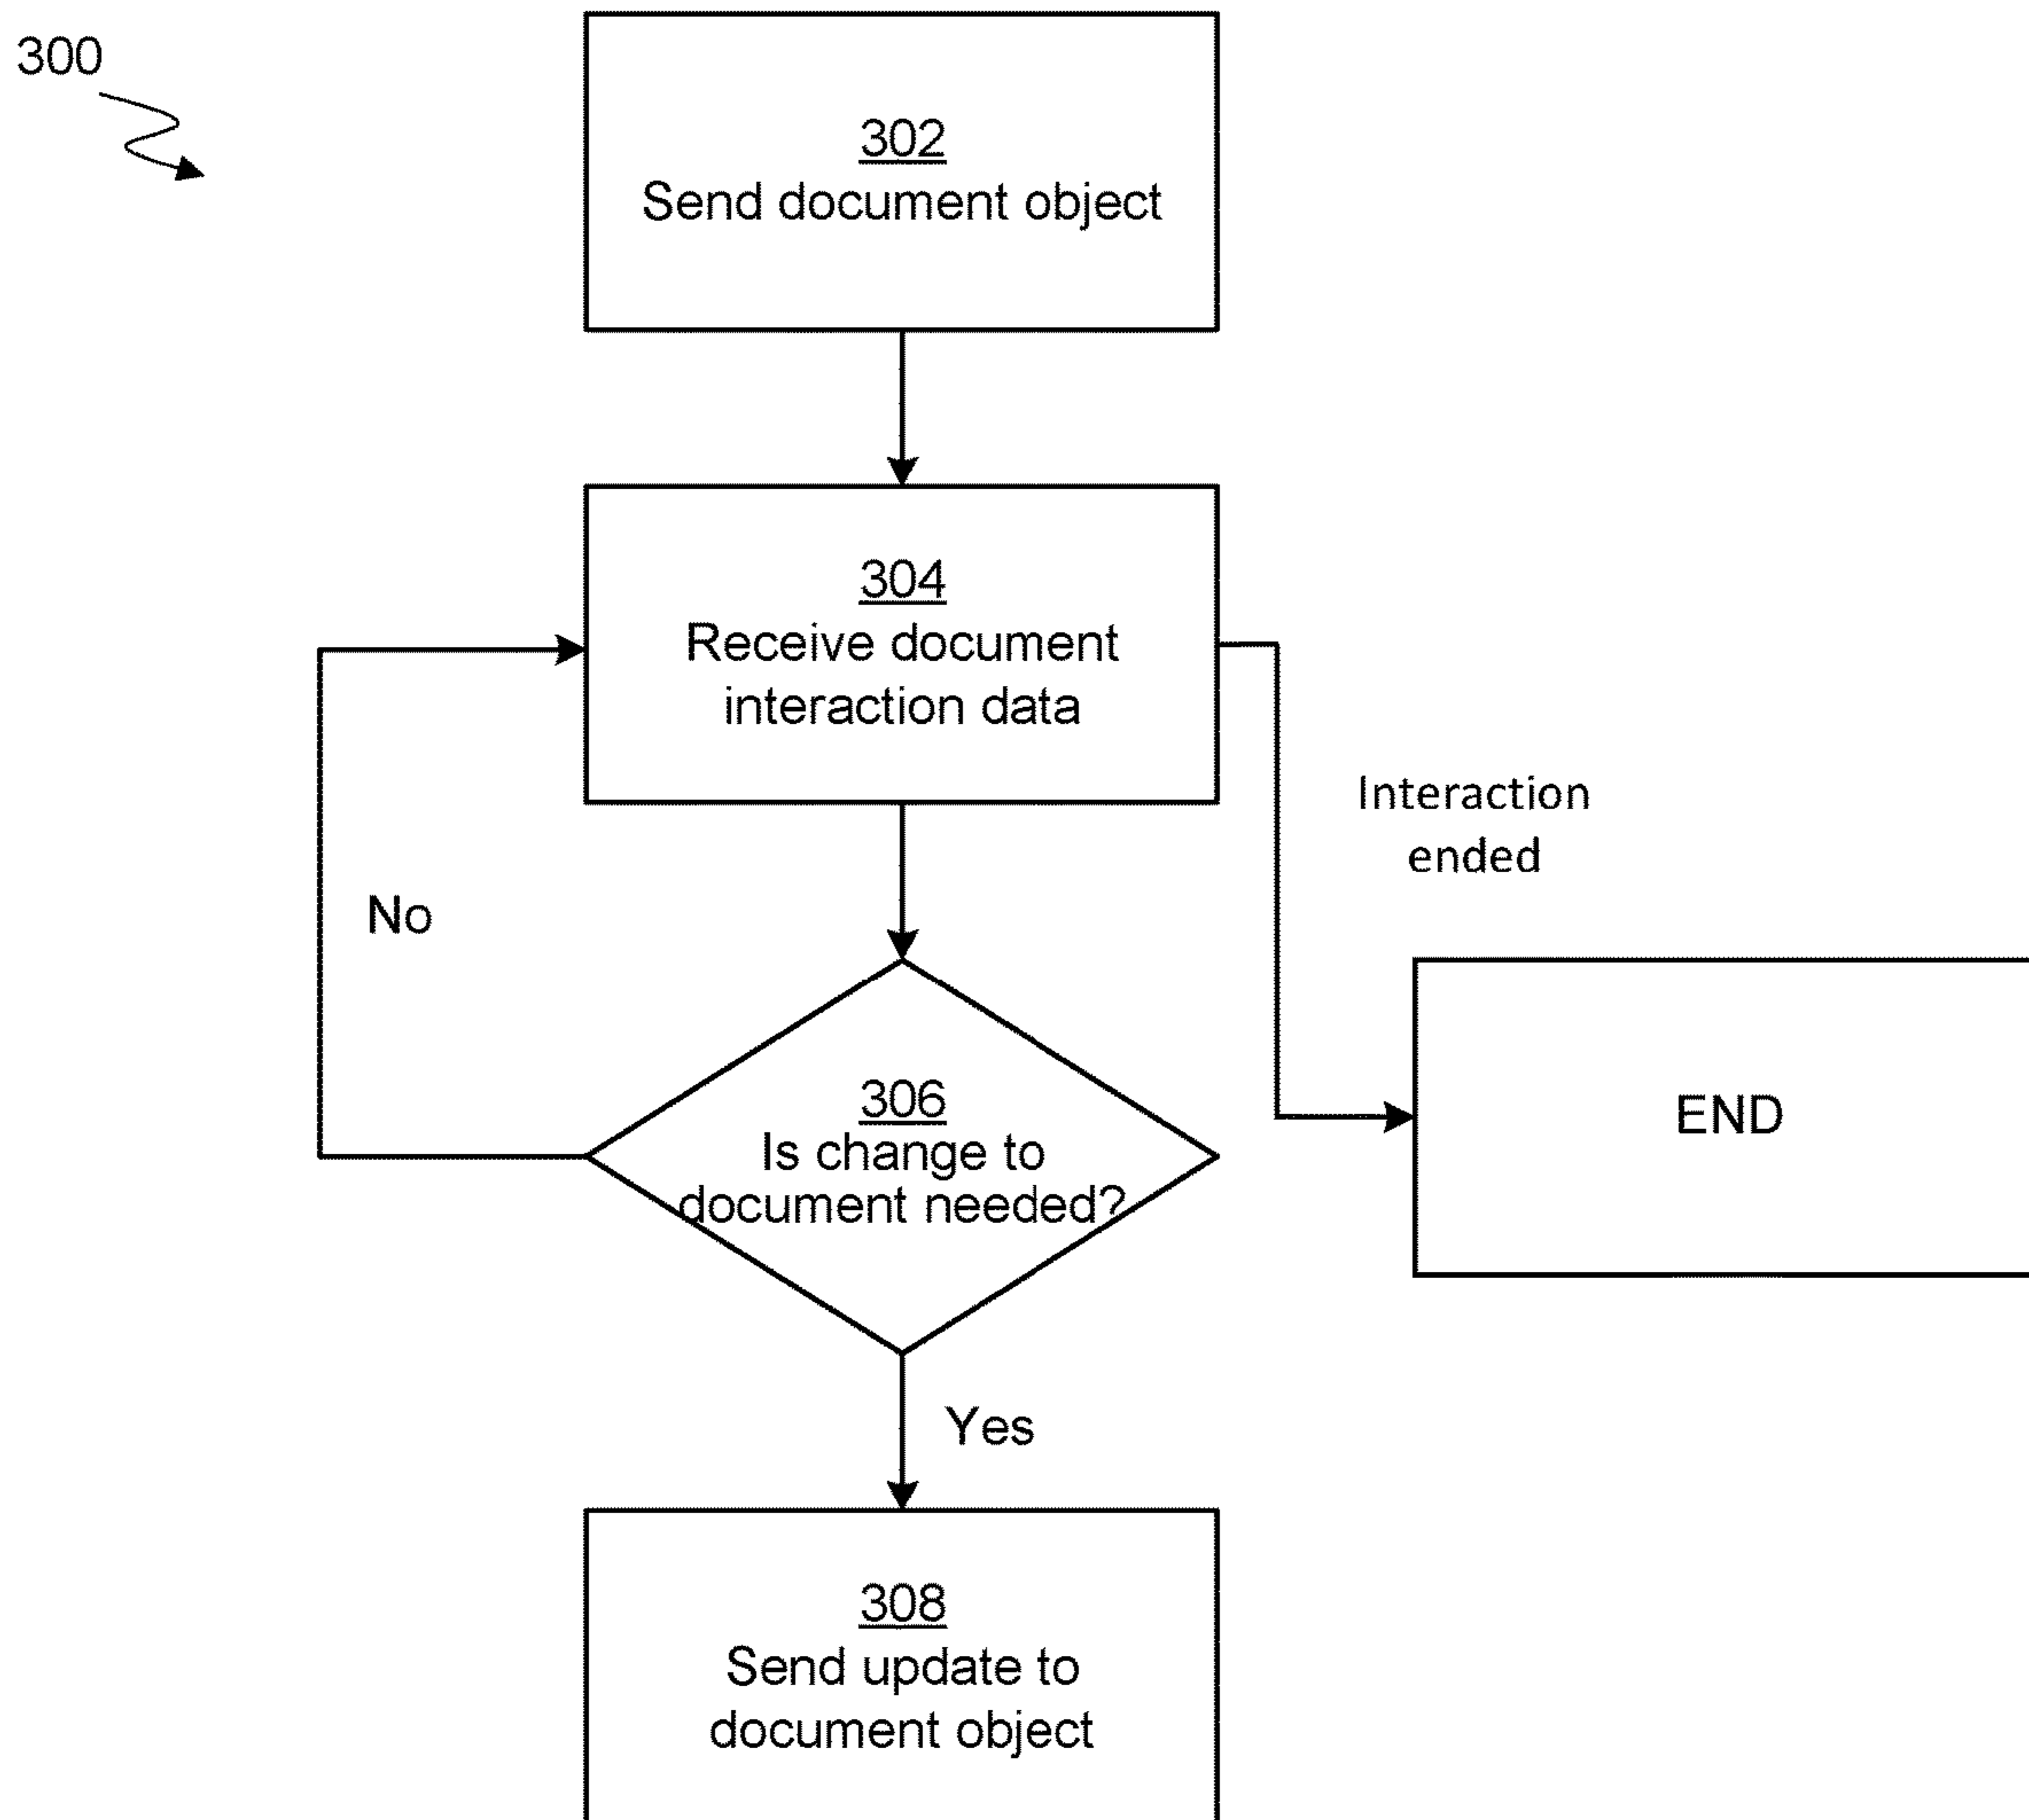 300
302
Send document object
304
Receive document
interaction data
Interaction
ended
No
306
Is change to
document needed?
END
Yes
308
Send update to
document object